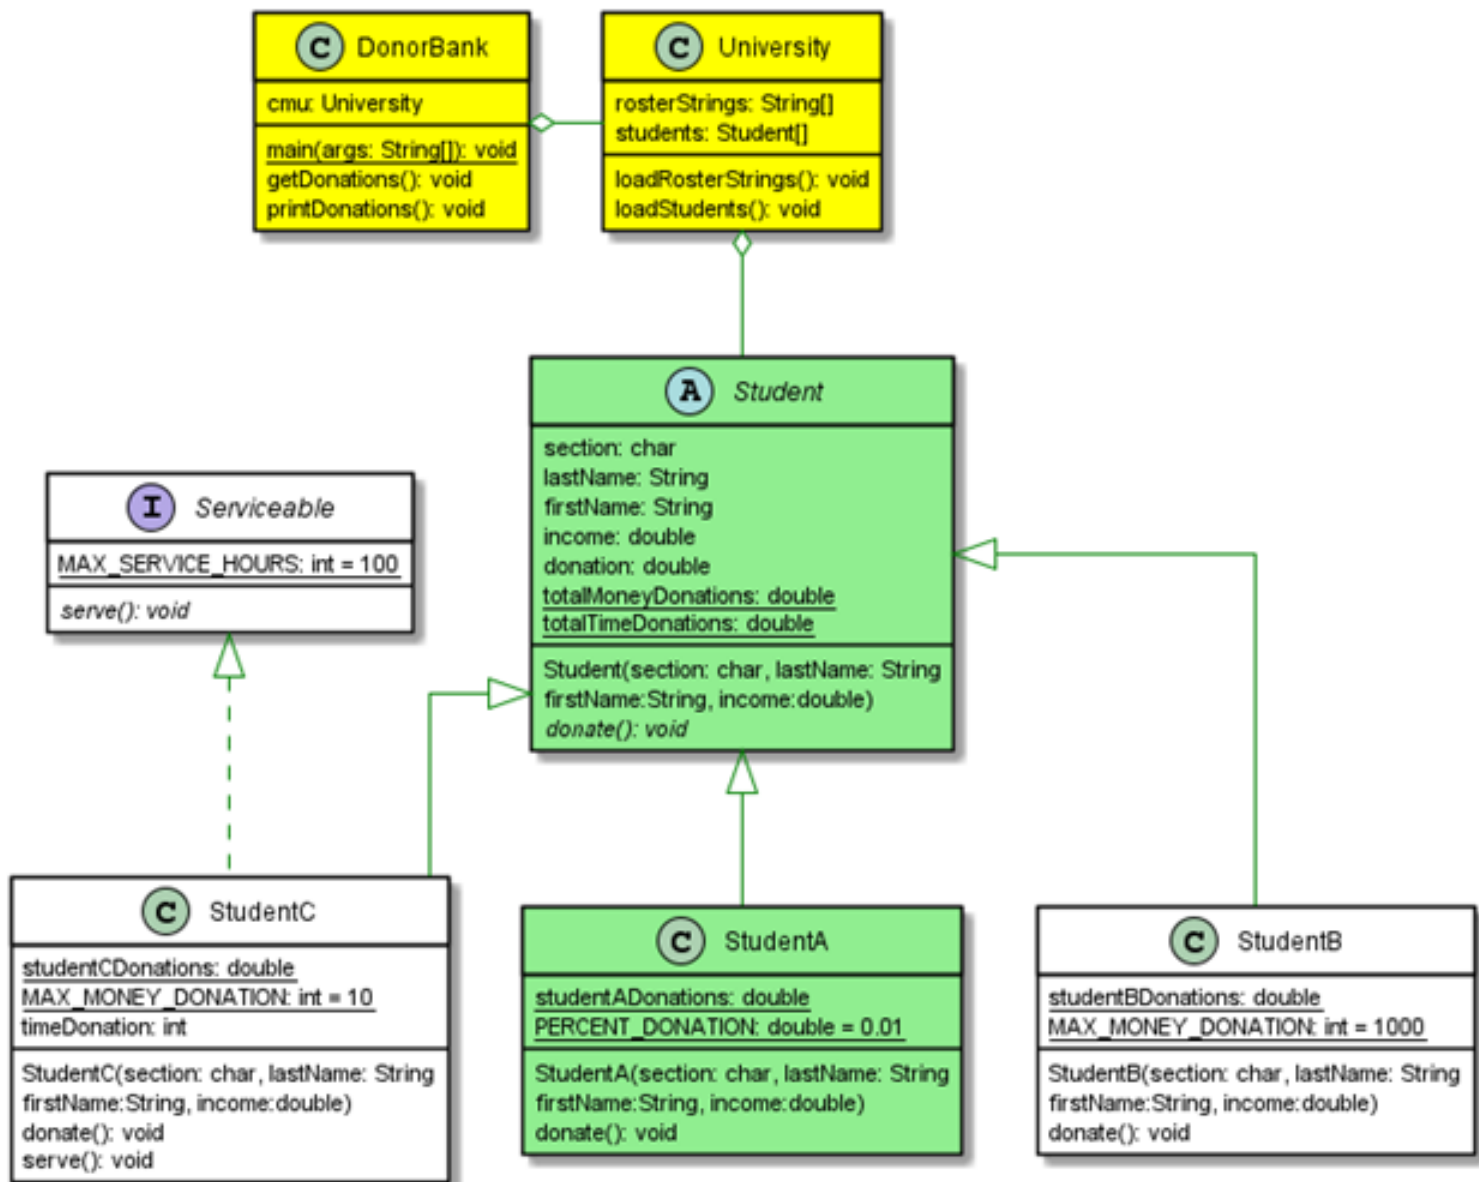 C DonorBank
cmu: University
main(args: String[]): void
getDonations(): void
printDonations(): void
C University
rosterStrings: String[]
students: Student[]
loadRosterStrings(): void
loadStudents(): void
A Student
section: char
lastName: String
firstName: String
income: double
donation: double
totalMoneyDonations: double
totalTimeDonations: double
Student(section: char, lastName: String
firstName:String, income:double)
donate(): void
I Serviceable
MAX_SERVICE_HOURS: int = 100
serve(): void
C StudentC
studentCDonations: double
MAX_MONEY_DONATION: int = 10
timeDonation: int
StudentC(section: char, lastName: String
firstName:String, income:double)
donate(): void
serve(): void
C StudentA
studentADonations: double
PERCENT_DONATION: double = 0.01
StudentA(section: char, lastName: String
firstName:String, income:double)
donate(): void
C StudentB
studentBDonations: double
MAX_MONEY_DONATION: int = 1000
StudentB(section: char, lastName: String
firstName:String, income:double)
donate(): void